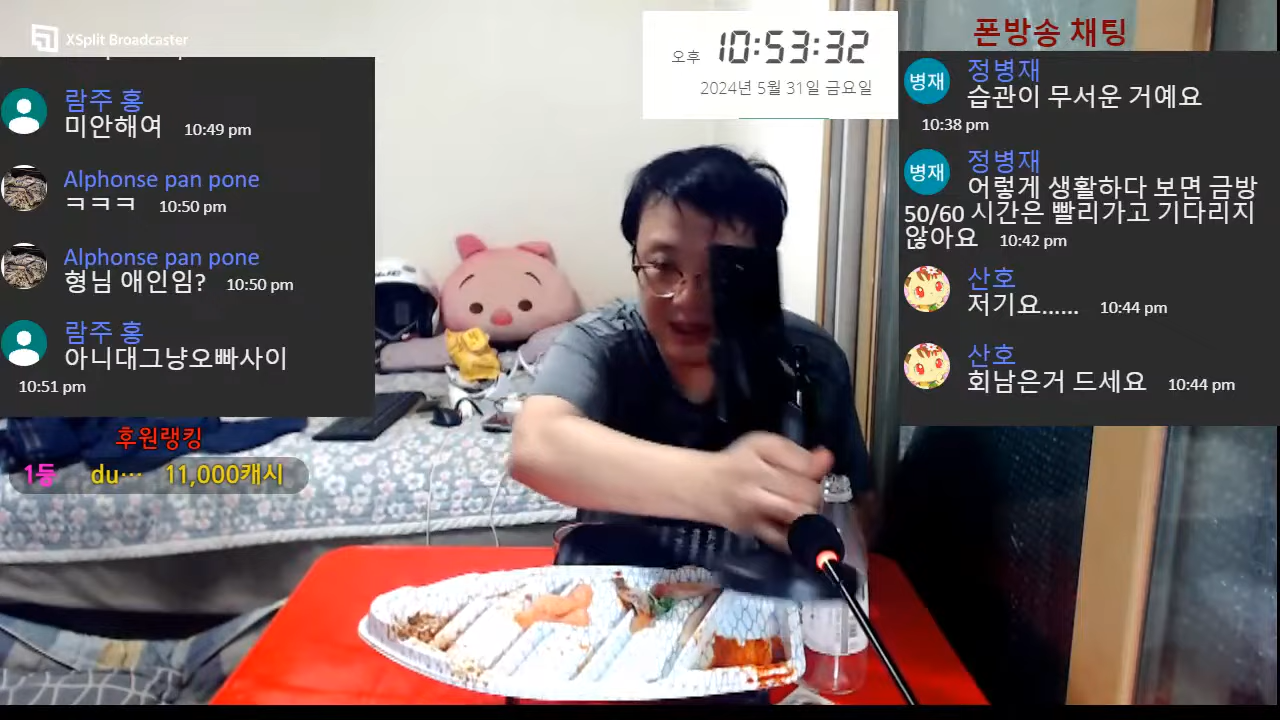 XSplit Broadcaster
람주 홍
미안해여 10:49 pm
Alphonse pan pone
ㅋㅋㅋ 10:50 pm
Alphonse pan pone
형님 애인임? 10:50 pm
람주 홍
아니대그냥오빠사이
10:51 pm
후원랭킹
1등 du… 11,000캐시
오후 10:53:32
2024년 5월 31일 금요일
폰방송 채팅
병재 정병재
습관이 무서운 거예요
10:38 pm
병재 정병재
어렇게 생활하다 보면 금방
50/60 시간은 빨리가고 기다리지
않아요 10:42 pm
산호
저기요...... 10:44 pm
산호
회남은거 드세요 10:44 pm